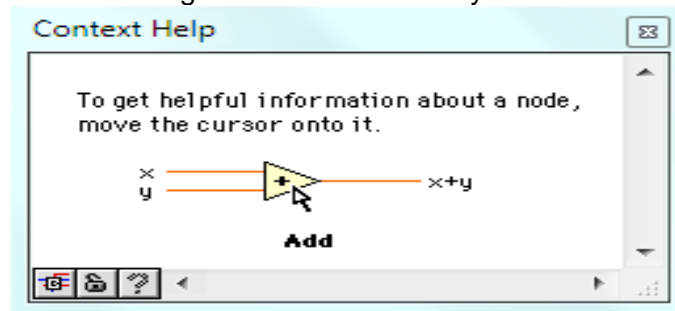 Context Help
To get helpful information about a node,
move the cursor onto it.
x
y
+
x+y
Add
?